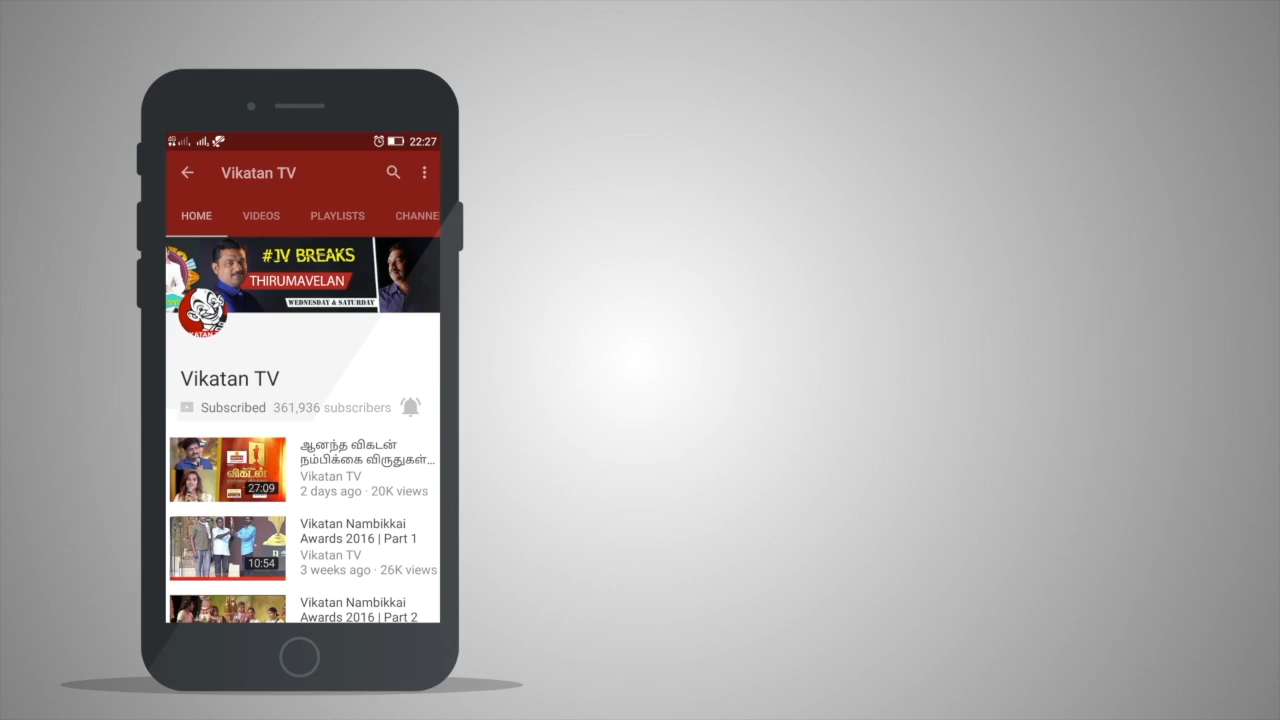 4G 22:27
Vikatan TV
HOME VIDEOS PLAYLISTS CHANNE
#JV BREAKS
THIRUMAVELAN
WEDNESDAY & SATURDAY
Vikatan TV
Subscribed 361,936 subscribers
ஆனந்த விகடன்
நம்பிக்கை விருதுகள்...
Vikatan TV
2 days ago · 20K views
விகடன்
27:09
Vikatan Nambikkai
Awards 2016 | Part 1
Vikatan TV
3 weeks ago · 26K views
10:54
Vikatan Nambikkai
Awards 2016 | Part 2